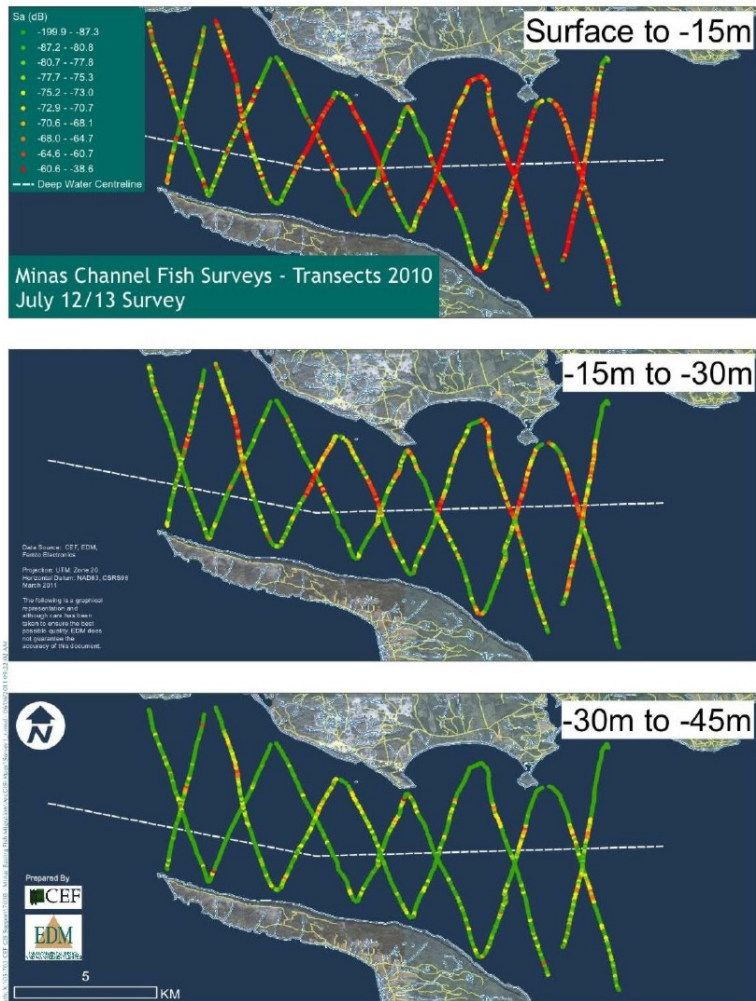 Sa (dB)
-199.9 - -87.3
-87.2 - -80.8
-80.7 - -77.8
-77.7 - -75.3
-75.2 - -73.0
-72.9 - -70.7
-70.6 - -68.1
-68.0 - -64.7
-64.6 - -60.7
-60.6 - -38.6
Deep Water Centreline
Surface to -15m
Minas Channel Fish Surveys - Transects 2010
July 12/13 Survey
-15m to -30m
Data Source: CEF, EDM,
Femto Electronics
Projection: UTM, Zone 20
Horizontal Datum: NAD83, CSRS98
March 2011
The following is a graphical
representation and
although care has been
taken to ensure the best
possible quality, EDM does
not guarantee the
accuracy of this document.
-30m to -45m
N
Prepared By
CEF
EDM
5
KM